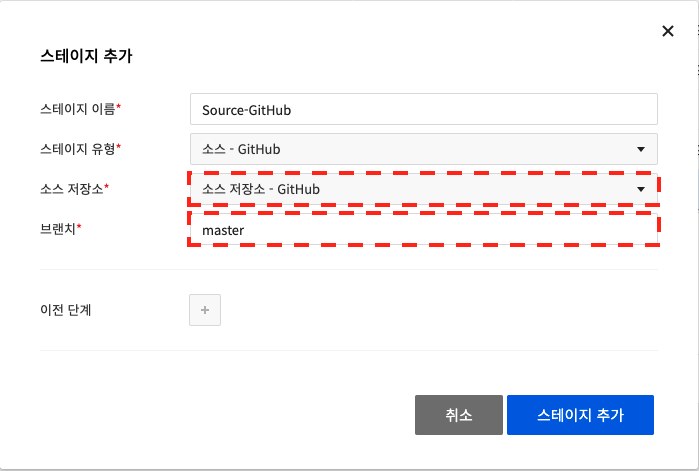 스테이지 추가
스테이지 이름* Source-GitHub
스테이지 유형* 소스 - GitHub
소스 저장소* 소스 저장소 - GitHub
브랜치* master
이전 단계 +
취소 스테이지 추가